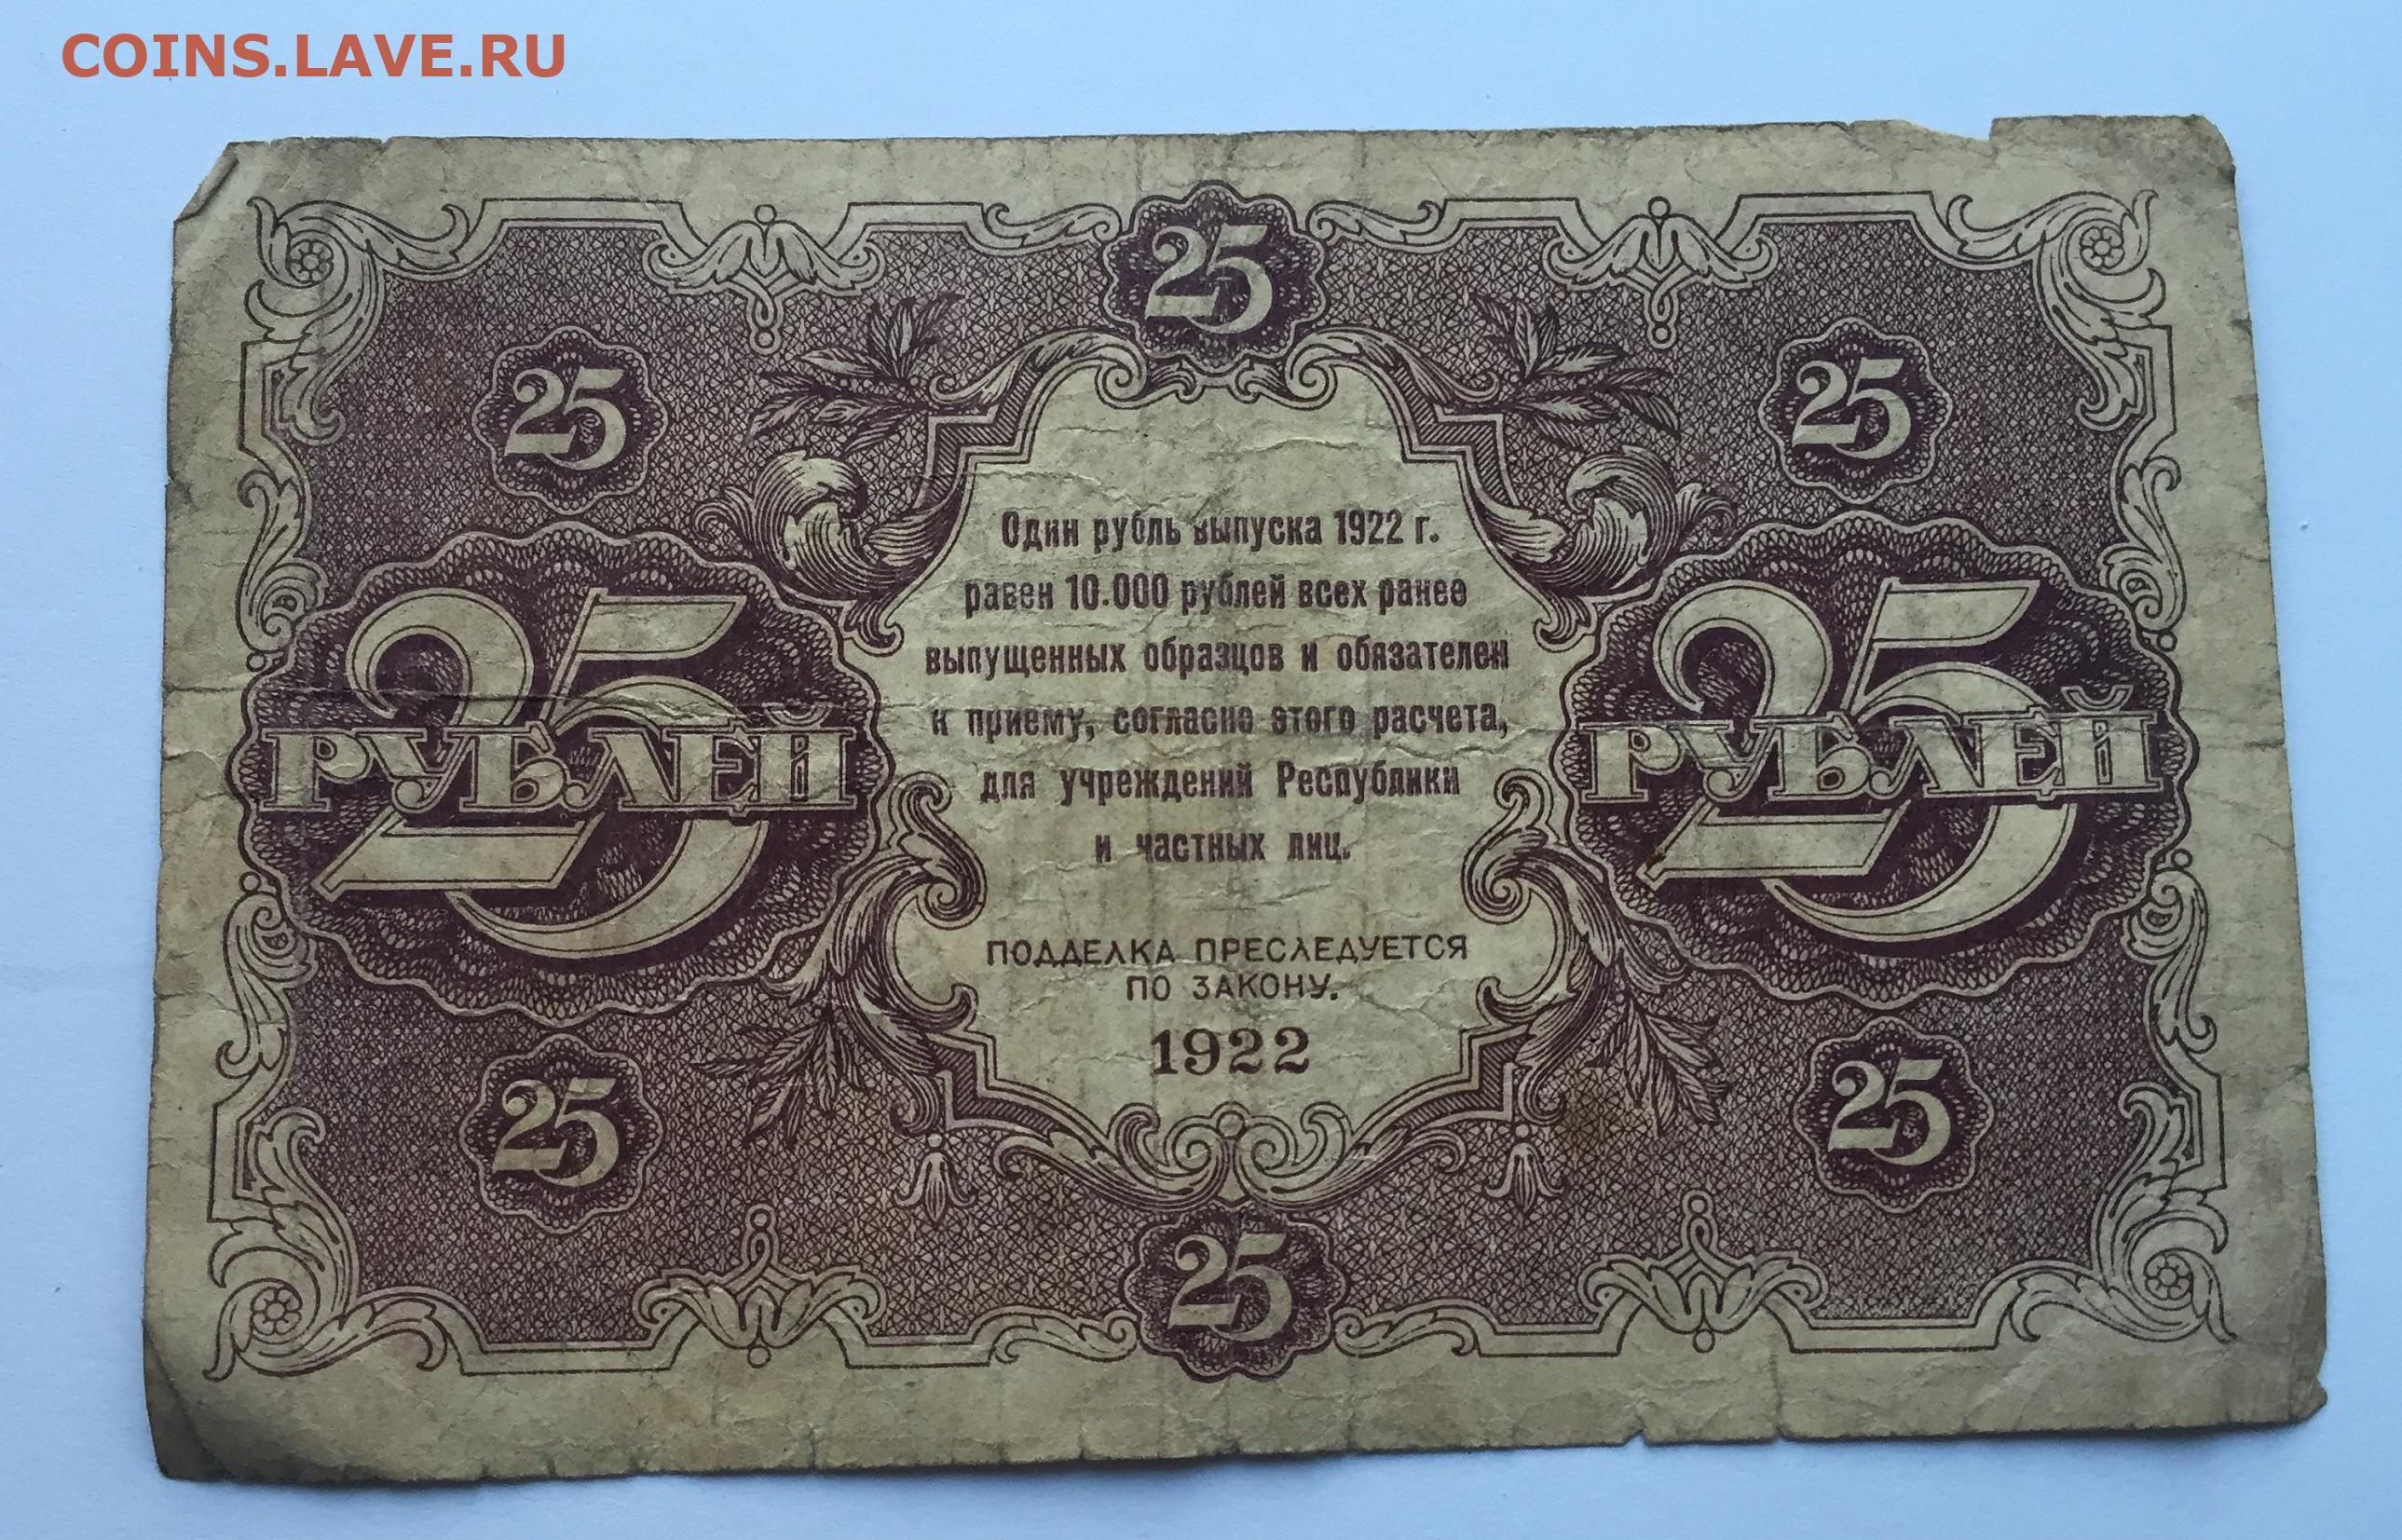 COINS.LAVE.RU
25
25
25
Один рубль выпуска 1922 г.
равен 10.000 рублей всех ранее
выпущенных образцов и обязателен
к приему, согласно этого расчета,
для учреждений Республики
и частных лиц.
25
РУБЛЕЙ
25
РУБЛЕЙ
ПОДДЕЛКА ПРЕСЛЕДУЕТСЯ
ПО ЗАКОНУ.
1922
25
25
25